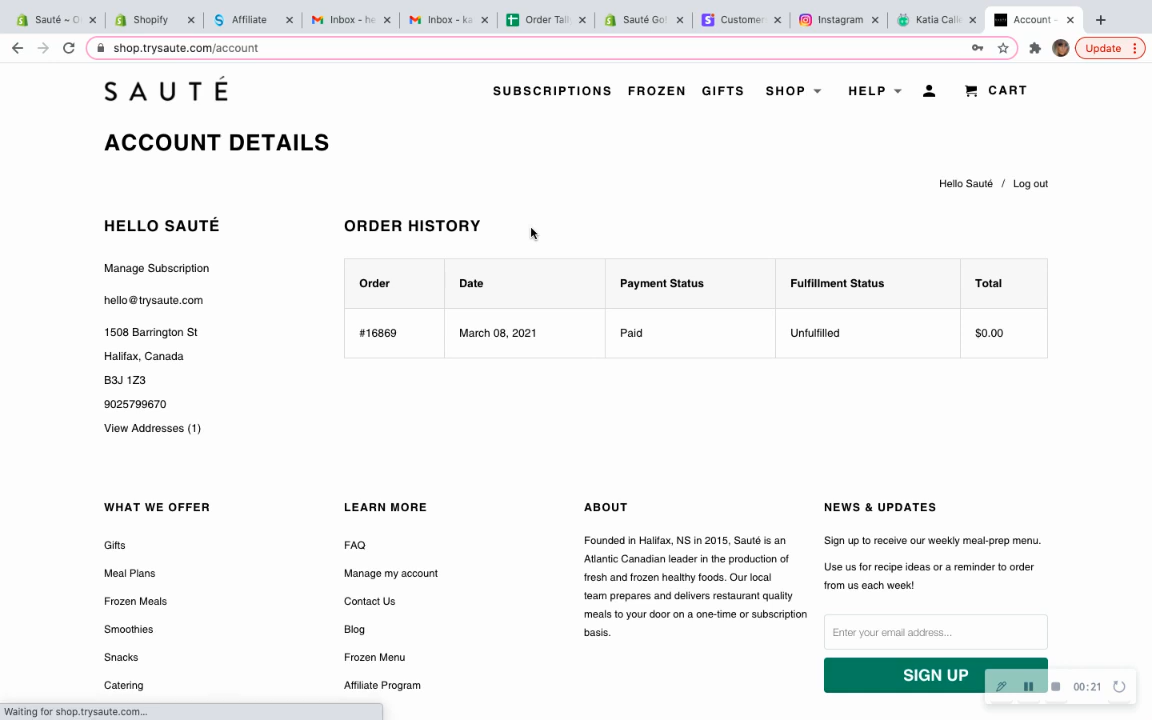 Sauté ~ O
Shopify
Affiliate
Inbox - he
Inbox - ka
Order Tall
Sauté Gol
Customer
Instagram
Katia Cali
Account -
shop.trysaute.com/account
Update
SAUTÉ
SUBSCRIPTIONS
FROZEN
GIFTS
SHOP
HELP
CART
ACCOUNT DETAILS
Hello Sauté / Log out
HELLO SAUTÉ
Manage Subscription
hello@trysaute.com
1508 Barrington St
Halifax, Canada
B3J 1Z3
9025799670
View Addresses (1)
ORDER HISTORY
Order Date Payment Status Fulfillment Status Total
#16869 March 08, 2021 Paid Unfulfilled $0.00
WHAT WE OFFER
Gifts
Meal Plans
Frozen Meals
Smoothies
Snacks
Catering
LEARN MORE
FAQ
Manage my account
Contact Us
Blog
Frozen Menu
Affiliate Program
ABOUT
Founded in Halifax, NS in 2015, Sauté is an
Atlantic Canadian leader in the production of
fresh and frozen healthy foods. Our local
team prepares and delivers restaurant quality
meals to your door on a one-time or subscription
basis.
NEWS & UPDATES
Sign up to receive our weekly meal-prep menu.
Use us for recipe ideas or a reminder to order
from us each week!
Enter your email address...
SIGN UP
00:21
Waiting for shop.trysaute.com...